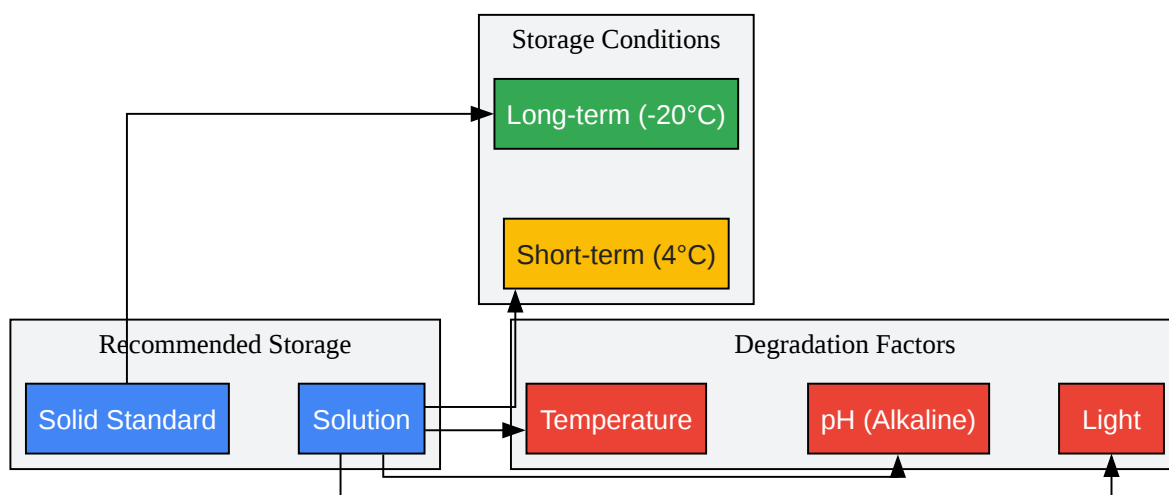 Storage Conditions
Long-term (-20°C)
Short-term (4°C)
Recommended Storage
Solid Standard
Solution
Degradation Factors
Temperature
pH (Alkaline)
Light